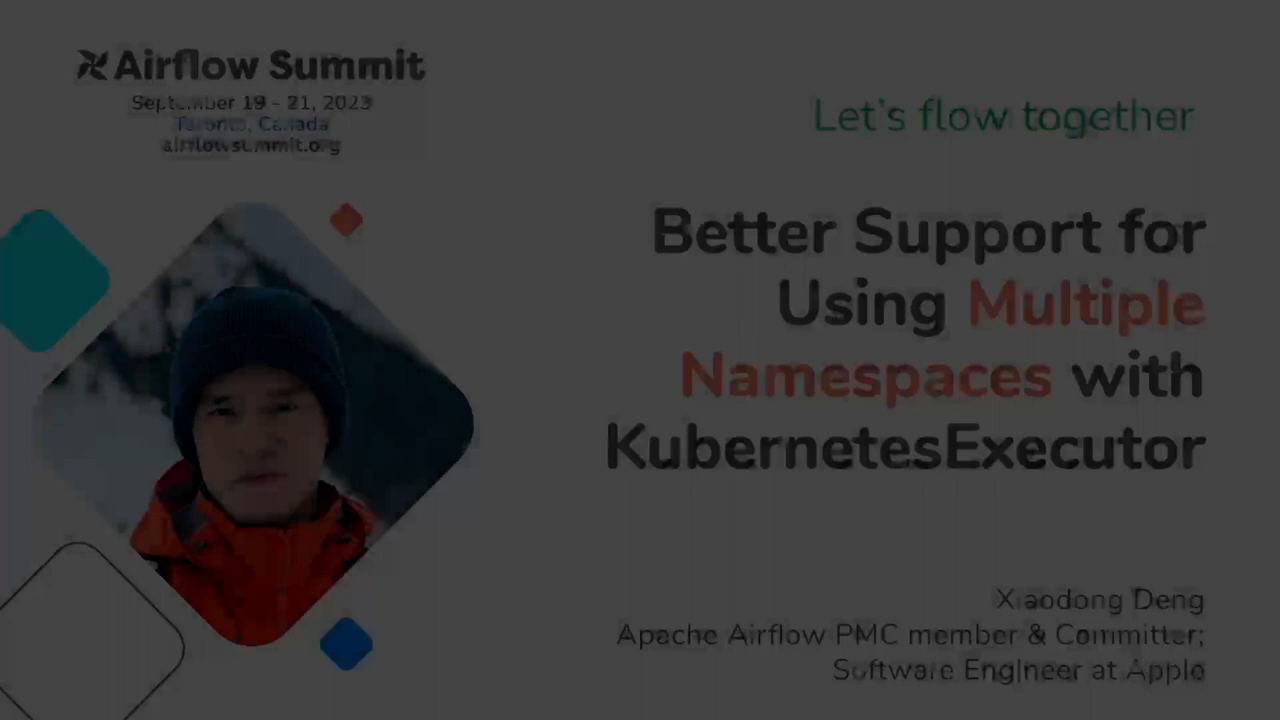 Airflow Summit
September 19 - 21, 2023
Toronto, Canada
airflowsummit.org
Let's flow together
Better Support for
Using Multiple
Namespaces with
KubernetesExecutor
Xiaodong Deng
Apache Airflow PMC member & Committer;
Software Engineer at Apple